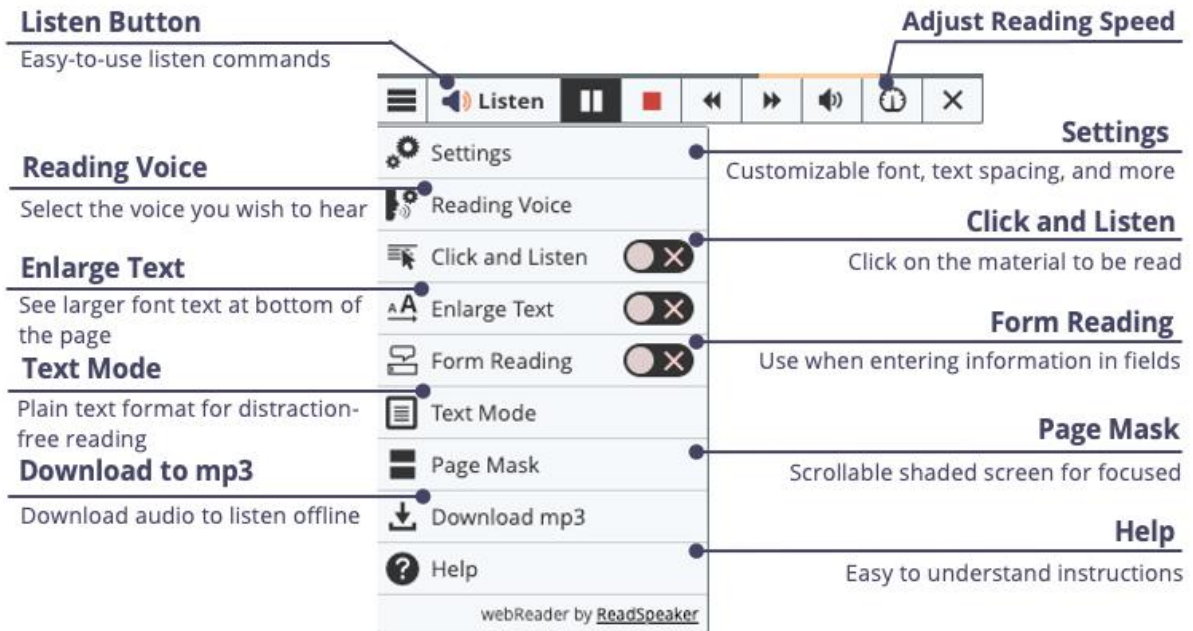 Listen Button
Easy-to-use listen commands
Adjust Reading Speed
Listen
Settings
Reading Voice
Click and Listen
Enlarge Text
Form Reading
Text Mode
Page Mask
Download mp3
Help
webReader by ReadSpeaker
Reading Voice
Select the voice you wish to hear
Enlarge Text
See larger font text at bottom of
the page
Text Mode
Plain text format for distraction-
free reading
Download to mp3
Download audio to listen offline
Settings
Customizable font, text spacing, and more
Click and Listen
Click on the material to be read
Form Reading
Use when entering information in fields
Page Mask
Scrollable shaded screen for focused
Help
Easy to understand instructions